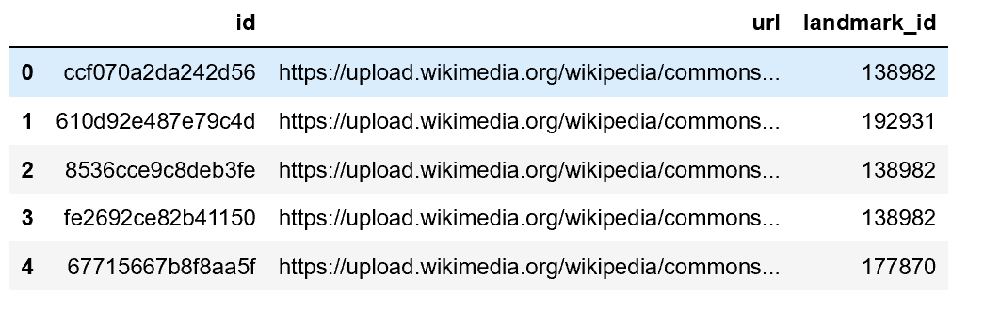 id url landmark_id
0 ccf070a2da242d56 https://upload.wikimedia.org/wikipedia/commons... 138982
1 610d92e487e79c4d https://upload.wikimedia.org/wikipedia/commons... 192931
2 8536cce9c8deb3fe https://upload.wikimedia.org/wikipedia/commons... 138982
3 fe2692ce82b41150 https://upload.wikimedia.org/wikipedia/commons... 138982
4 67715667b8f8aa5f https://upload.wikimedia.org/wikipedia/commons... 177870